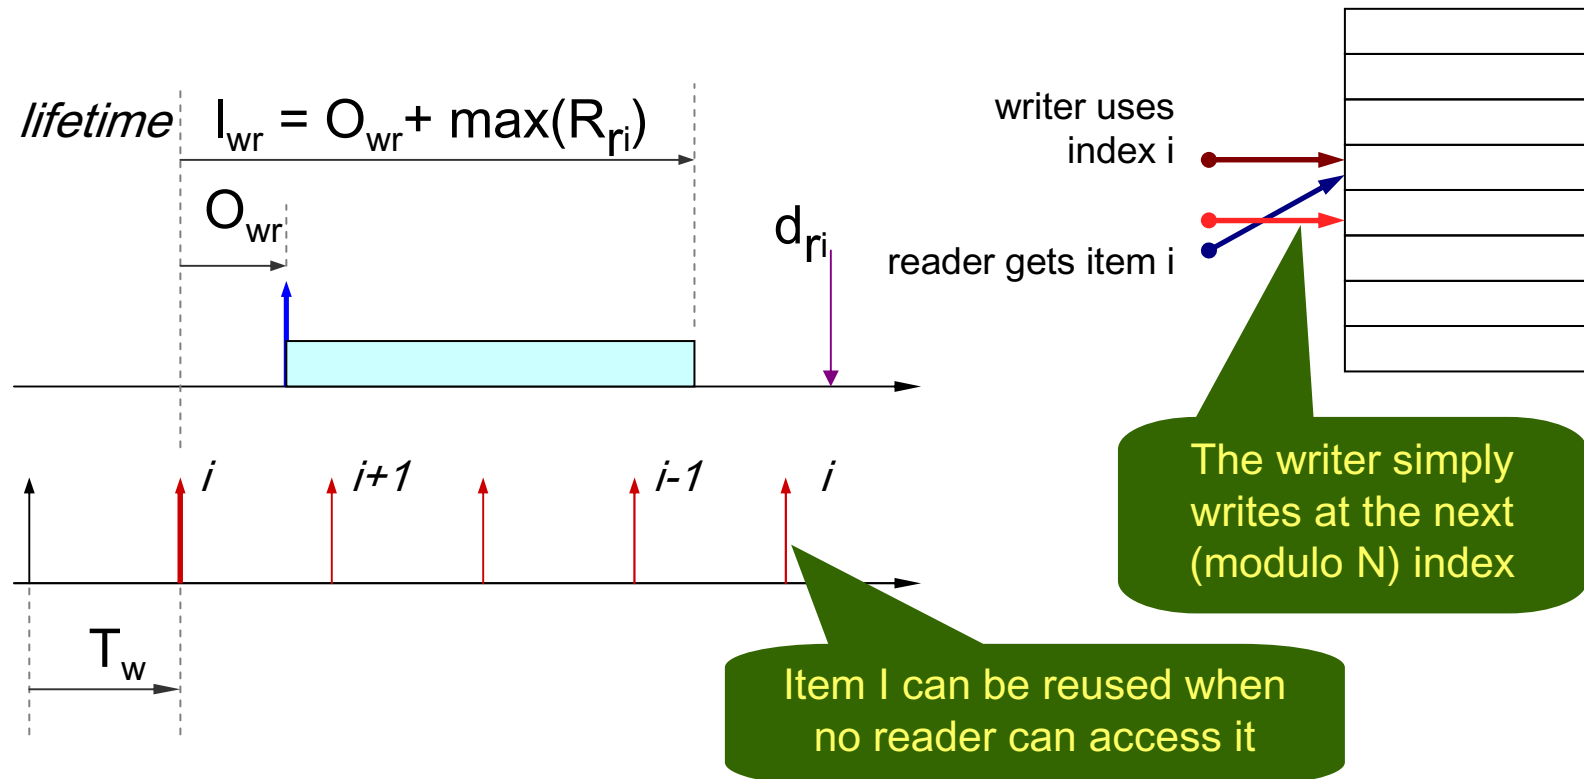 lifetime
l_wr = O_wr + max(R_ri)
O_wr
d_ri
i
i+1
i-1
i
T_w
writer uses
index i
reader gets item i
The writer simply
writes at the next
(modulo N) index
Item I can be reused when
no reader can access it